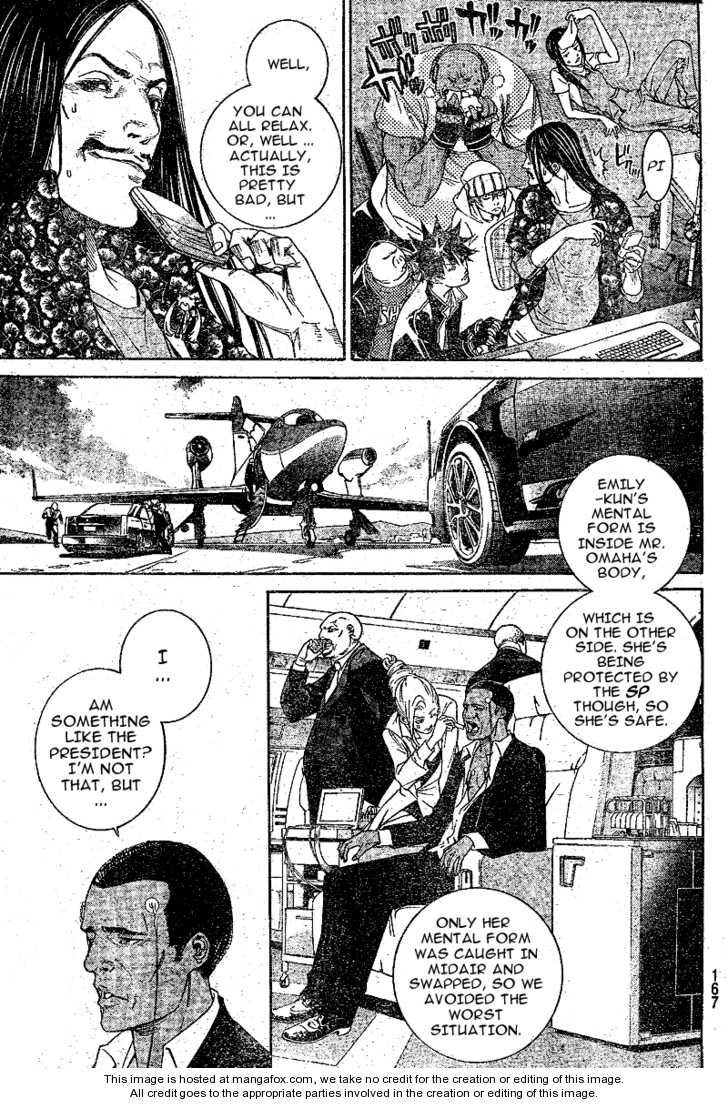 PI
WELL,
YOU CAN
ALL RELAX.
OR, WELL ...
ACTUALLY,
THIS IS
PRETTY
BAD, BUT
...
EMILY
-KUN'S
MENTAL
FORM IS
INSIDE MR.
OMAHA'S
BODY,
WHICH IS
ON THE OTHER
SIDE. SHE'S
BEING
PROTECTED BY
THE SP
THOUGH, SO
SHE'S SAFE.
ONLY HER
MENTAL FORM
WAS CAUGHT IN
MIDAIR AND
SWAPPED, SO WE
AVOIDED THE
WORST
SITUATION.
I
...
AM
SOMETHING
LIKE THE
PRESIDENT?
I'M NOT
THAT, BUT
...
167
This image is hosted at mangafox.com, we take no credit for the creation or editing of this image.
All credit goes to the appropriate parties involved in the creation or editing of this image.